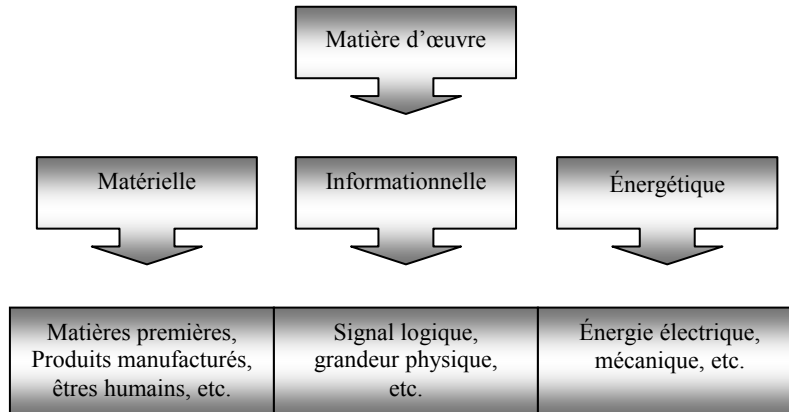 Matière d’œuvre
Matérielle
Informationnelle
Énergétique
Matières premières,
Produits manufacturés,
êtres humains, etc.
Signal logique,
grandeur physique,
etc.
Énergie électrique,
mécanique, etc.